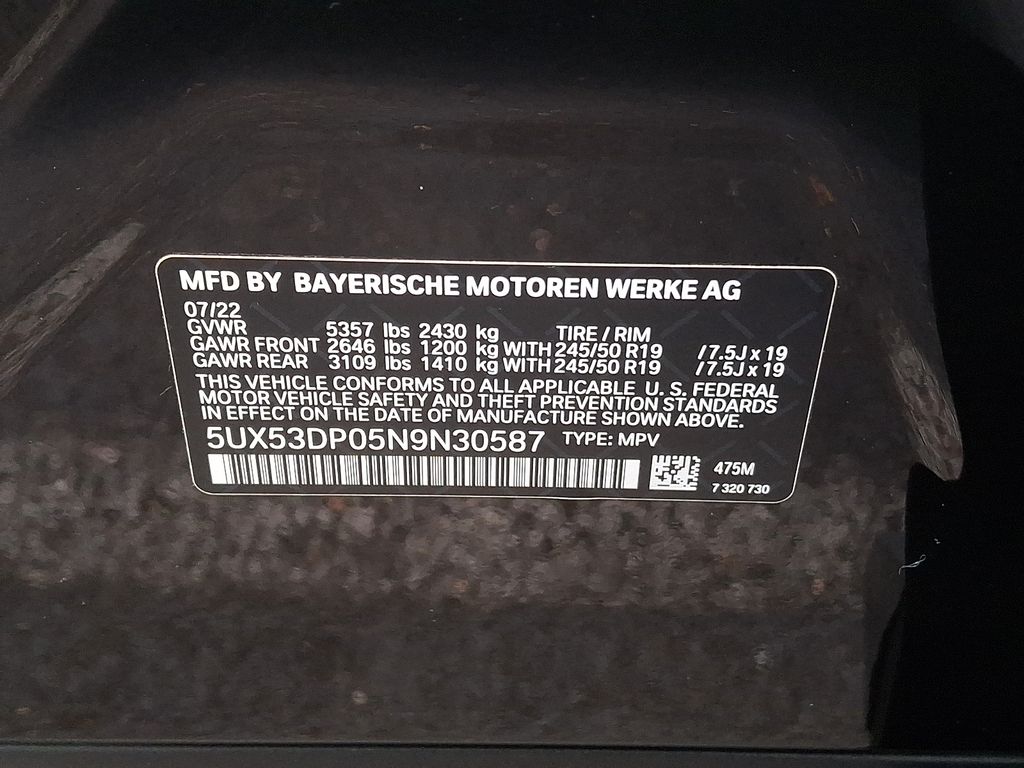 MFD BY BAYERISCHE MOTOREN WERKE AG
07/22
GVWR 5357 lbs 2430 kg TIRE / RIM
GAWR FRONT 2646 lbs 1200 kg WITH 245/50 R19 /7.5J x 19
GAWR REAR 3109 lbs 1410 kg WITH 245/50 R19 /7.5J x 19
THIS VEHICLE CONFORMS TO ALL APPLICABLE U. S. FEDERAL
MOTOR VEHICLE SAFETY AND THEFT PREVENTION STANDARDS
IN EFFECT ON THE DATE OF MANUFACTURE SHOWN ABOVE.
5UX53DP05N9N30587 TYPE: MPV
475M
7 320 730